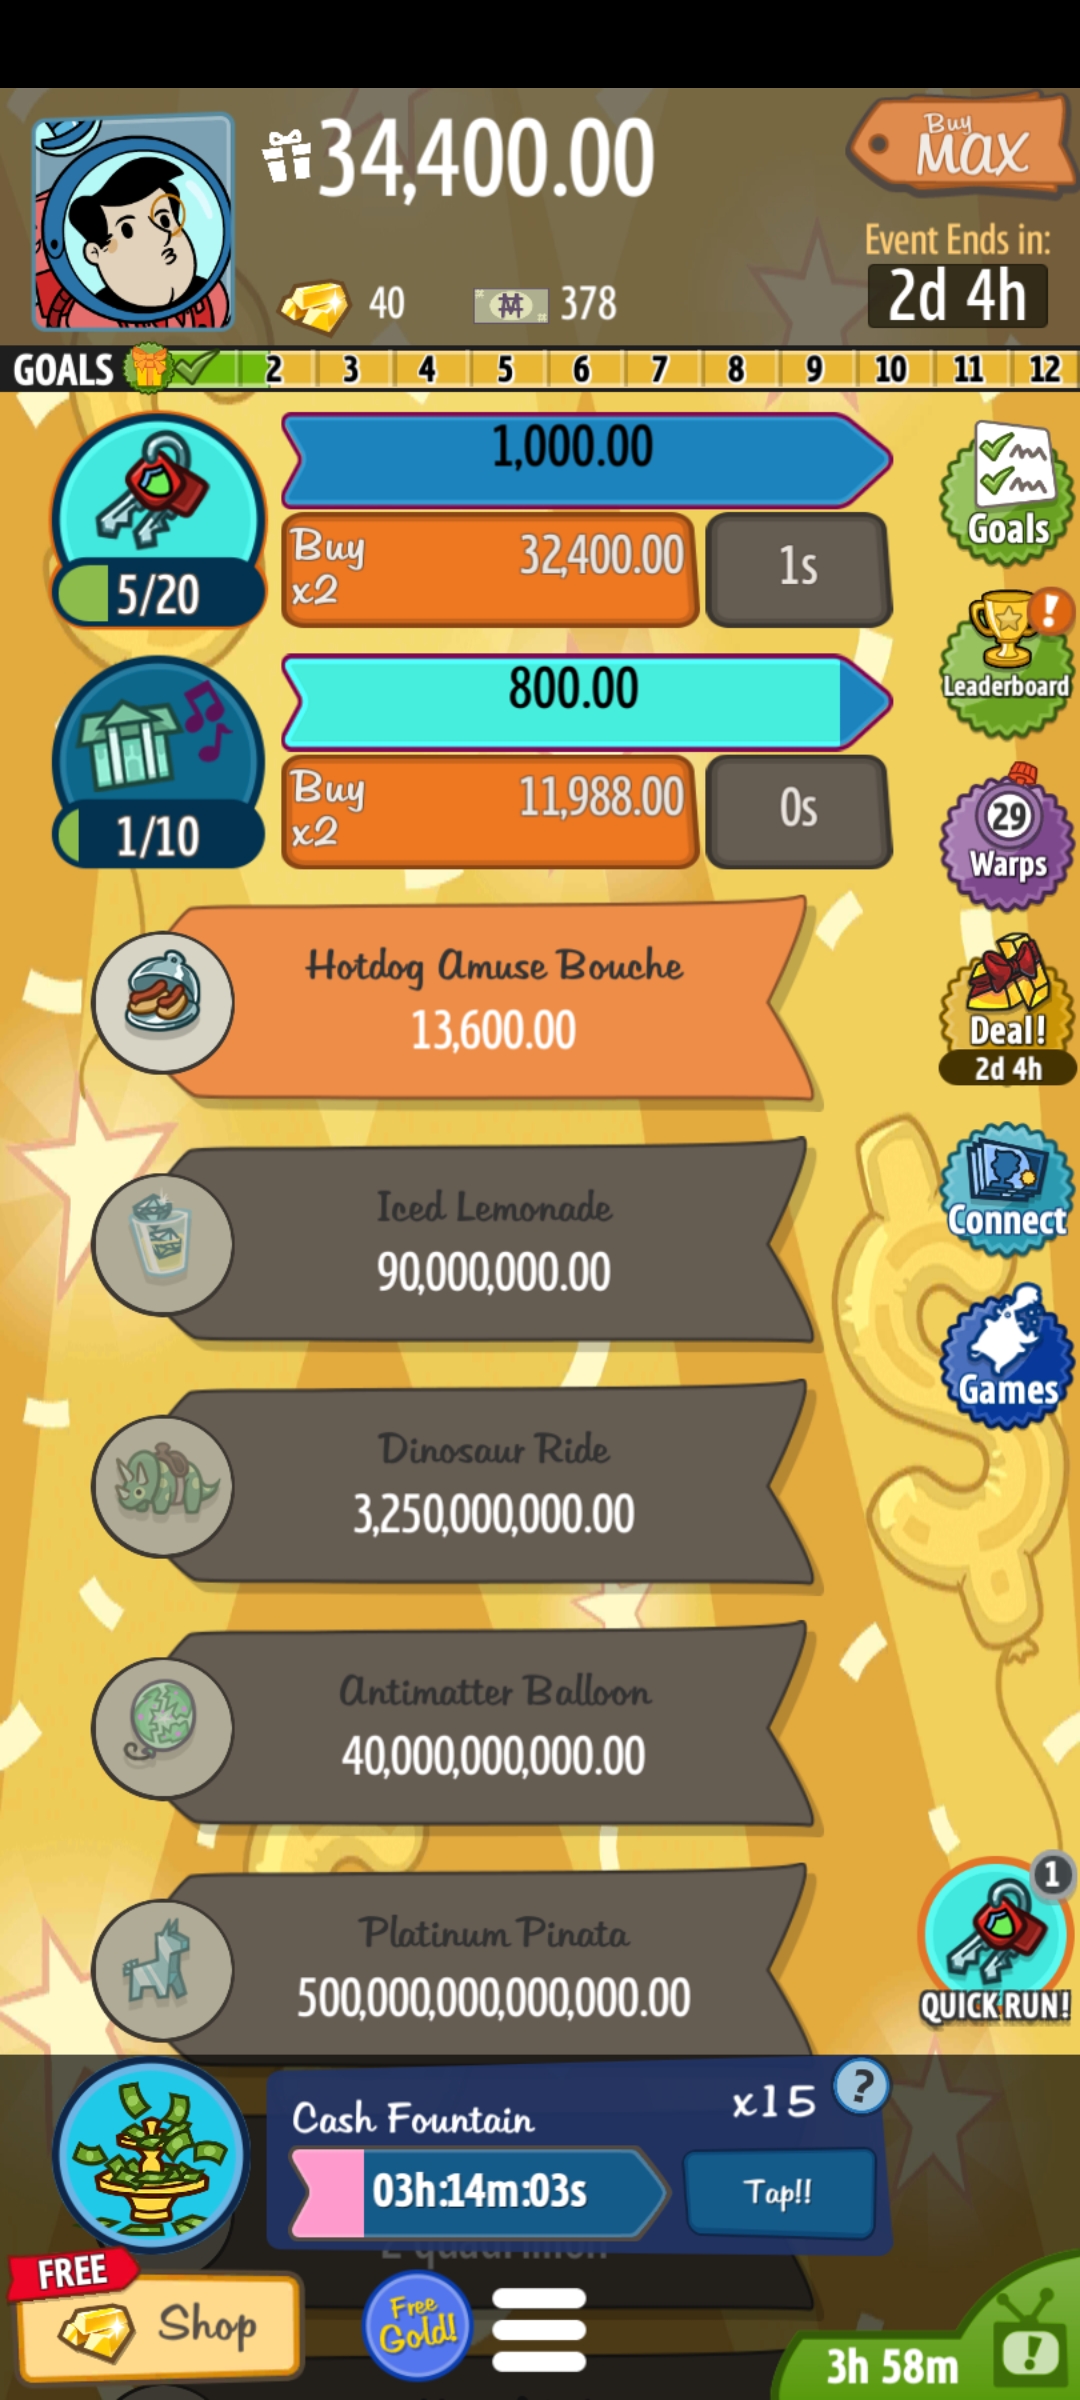 34,400.00
Buy
MAX
Event Ends in:
2d 4h
40
378
GOALS 2 3 4 5 6 7 8 9 10 11 12
1,000.00
Buy
x2
32,400.00
1s
5/20
Goals
800.00
Leaderboard
Buy
x2
11,988.00
0s
1/10
29
Warps
Hotdog Amuse Bouche
13,600.00
Deal!
2d 4h
Iced Lemonade
90,000,000.00
Connect
Dinosaur Ride
3,250,000,000.00
Games
Antimatter Balloon
40,000,000,000.00
Platinum Pinata
500,000,000,000,000.00
1
QUICK RUN!
Cash Fountain
x15
?
03h:14m:03s
Tap!!
FREE
Shop
Free
Gold!
3h 58m